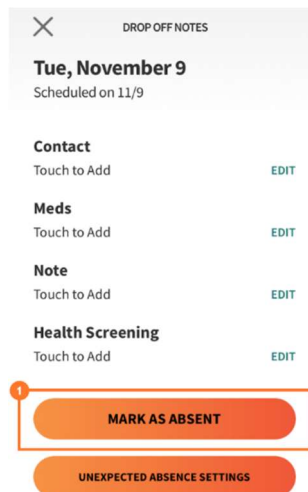 DROP OFF NOTES
Tue, November 9
Scheduled on 11/9
Contact
Touch to Add EDIT
Meds
Touch to Add EDIT
Note
Touch to Add EDIT
Health Screening
Touch to Add EDIT
1
MARK AS ABSENT
UNEXPECTED ABSENCE SETTINGS